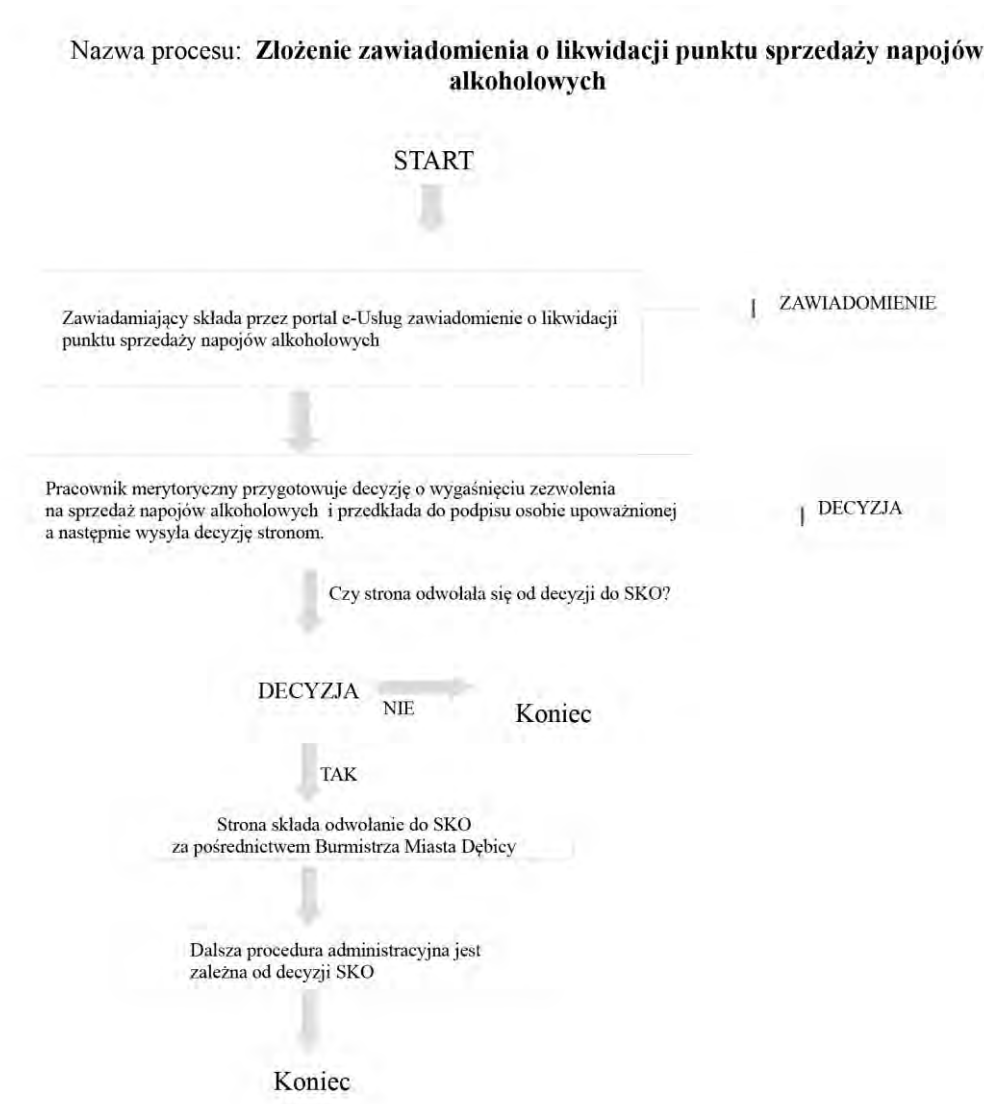 Nazwa procesu: Złożenie zawiadomienia o likwidacji punktu sprzedaży napojów
alkoholowych
START
Zawiadamiający składa przez portal e-Usług zawiadomienie o likwidacji
punktu sprzedaży napojów alkoholowych
ZAWIADOMIENIE
Pracownik merytoryczny przygotowuje decyzję o wygaśnięciu zezwolenia
na sprzedaż napojów alkoholowych i przedkłada do podpisu osobie upoważnionej
a następnie wysyła decyzję stronom.
DECYZJA
Czy strona odwołała się od decyzji do SKO?
DECYZJA
NIE
Koniec
TAK
Strona składa odwołanie do SKO
za pośrednictwem Burmistrza Miasta Dębicy
Dalsza procedura administracyjna jest
zależna od decyzji SKO
Koniec